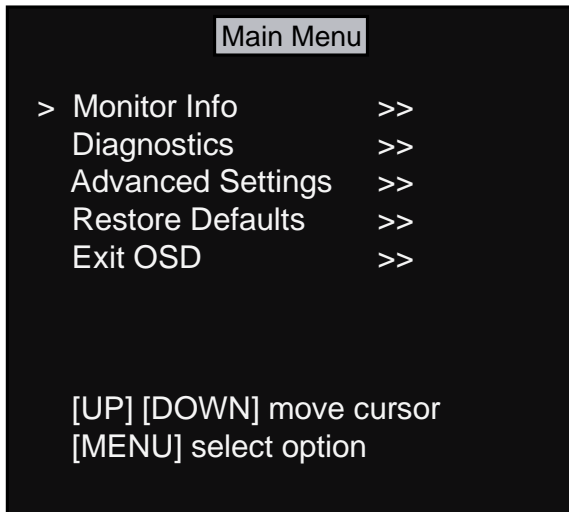 Main Menu
> Monitor Info >>
Diagnostics >>
Advanced Settings >>
Restore Defaults >>
Exit OSD >>
[UP] [DOWN] move cursor
[MENU] select option